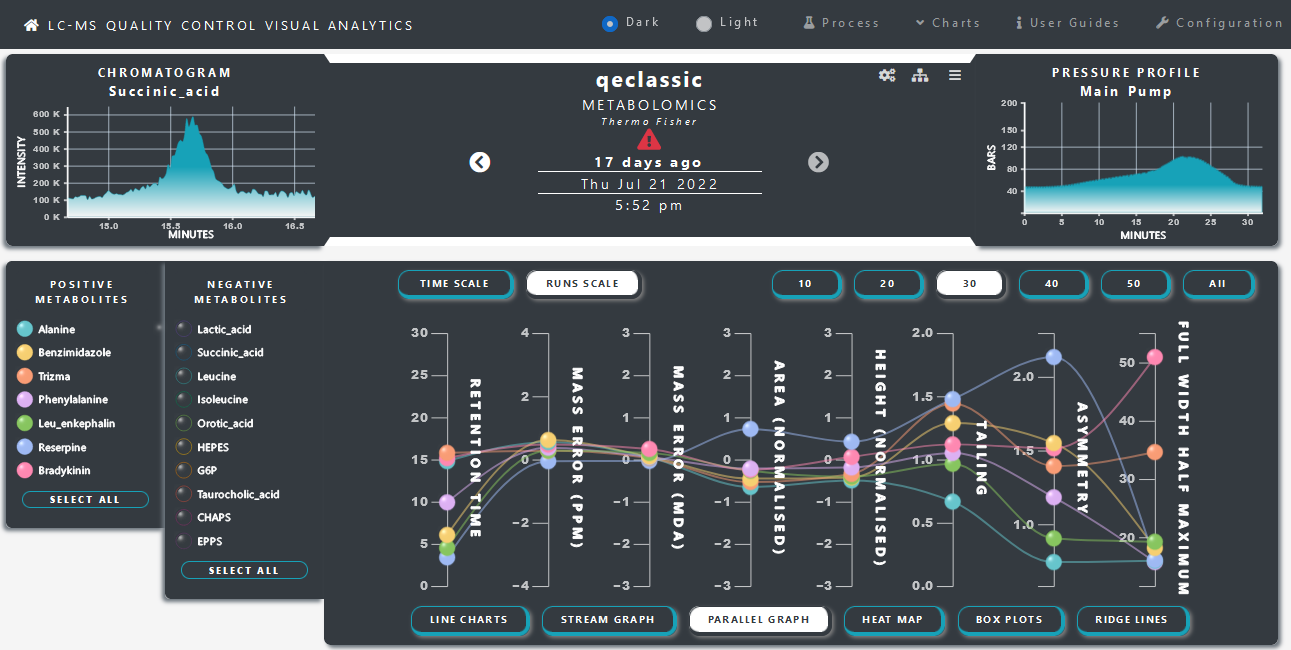 LC-MS QUALITY CONTROL VISUAL ANALYTICS
Dark
Light
Process
Charts
User Guides
Configuration
CHROMATOGRAM
Succinic_acid
600 K
500 K
400 K
300 K
200 K
100 K
0 K
INTENSITY
15.0
15.5
16.0
16.5
MINUTES
qeclassic
METABOLOMICS
Thermo Fisher
17 days ago
Thu Jul 21 2022
5:52 pm
PRESSURE PROFILE
Main Pump
200
150
120
80
40
BARS
0
5
10
15
20
25
30
MINUTES
POSITIVE
METABOLITES
Alanine
Benzimidazole
Trizma
Phenylalanine
Leu_enkephalin
Reserpine
Bradykinin
SELECT ALL
NEGATIVE
METABOLITES
Lactic_acid
Succinic_acid
Leucine
Isoleucine
Orotic_acid
HEPES
G6P
Taurocholic_acid
CHAPS
EPPS
SELECT ALL
TIME SCALE
RUNS SCALE
10
20
30
40
50
All
30
25
20
15
10
5
0
RETENTION TIME
4
2
0
−2
−4
MASS ERROR (PPM)
3
2
1
0
−1
−2
−3
MASS ERROR (MDA)
3
2
1
0
−1
−2
−3
AREA (NORMALISED)
3
2
1
0
−1
−2
−3
HEIGHT (NORMALISED)
2.0
1.5
1.0
0.5
0.0
TAILING
2.0
1.5
1.0
ASYMMETRY
50
40
30
20
FULL WIDTH HALF MAXIMUM
LINE CHARTS
STREAM GRAPH
PARALLEL GRAPH
HEAT MAP
BOX PLOTS
RIDGE LINES